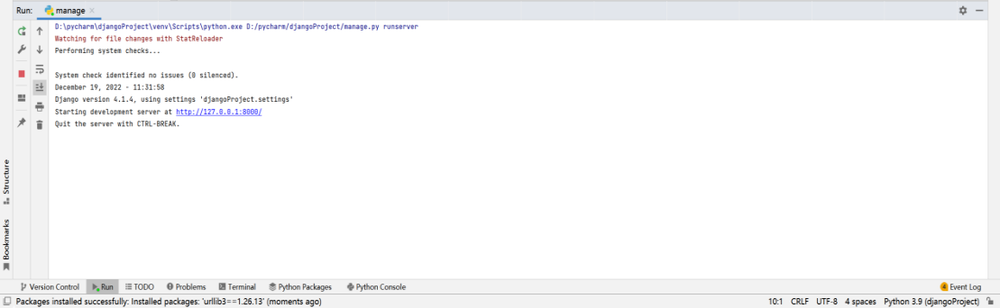 Run:
manage
D:\pycharm\djangoProject\venv\Scripts\python.exe D:/pycharm/djangoProject/manage.py runserver
Watching for file changes with StatReloader
Performing system checks...
System check identified no issues (0 silenced).
December 19, 2022 - 11:31:58
Django version 4.1.4, using settings 'djangoProject.settings'
Starting development server at http://127.0.0.1:8000/
Quit the server with CTRL-BREAK.
Structure
Bookmarks
Version Control Run TODO Problems Terminal Python Packages Python Console 4 Event Log
Packages installed successfully: Installed packages: 'urllib3==1.26.13' (moments ago) 10:1 CRLF UTF-8 4 spaces Python 3.9 (djangoProject)